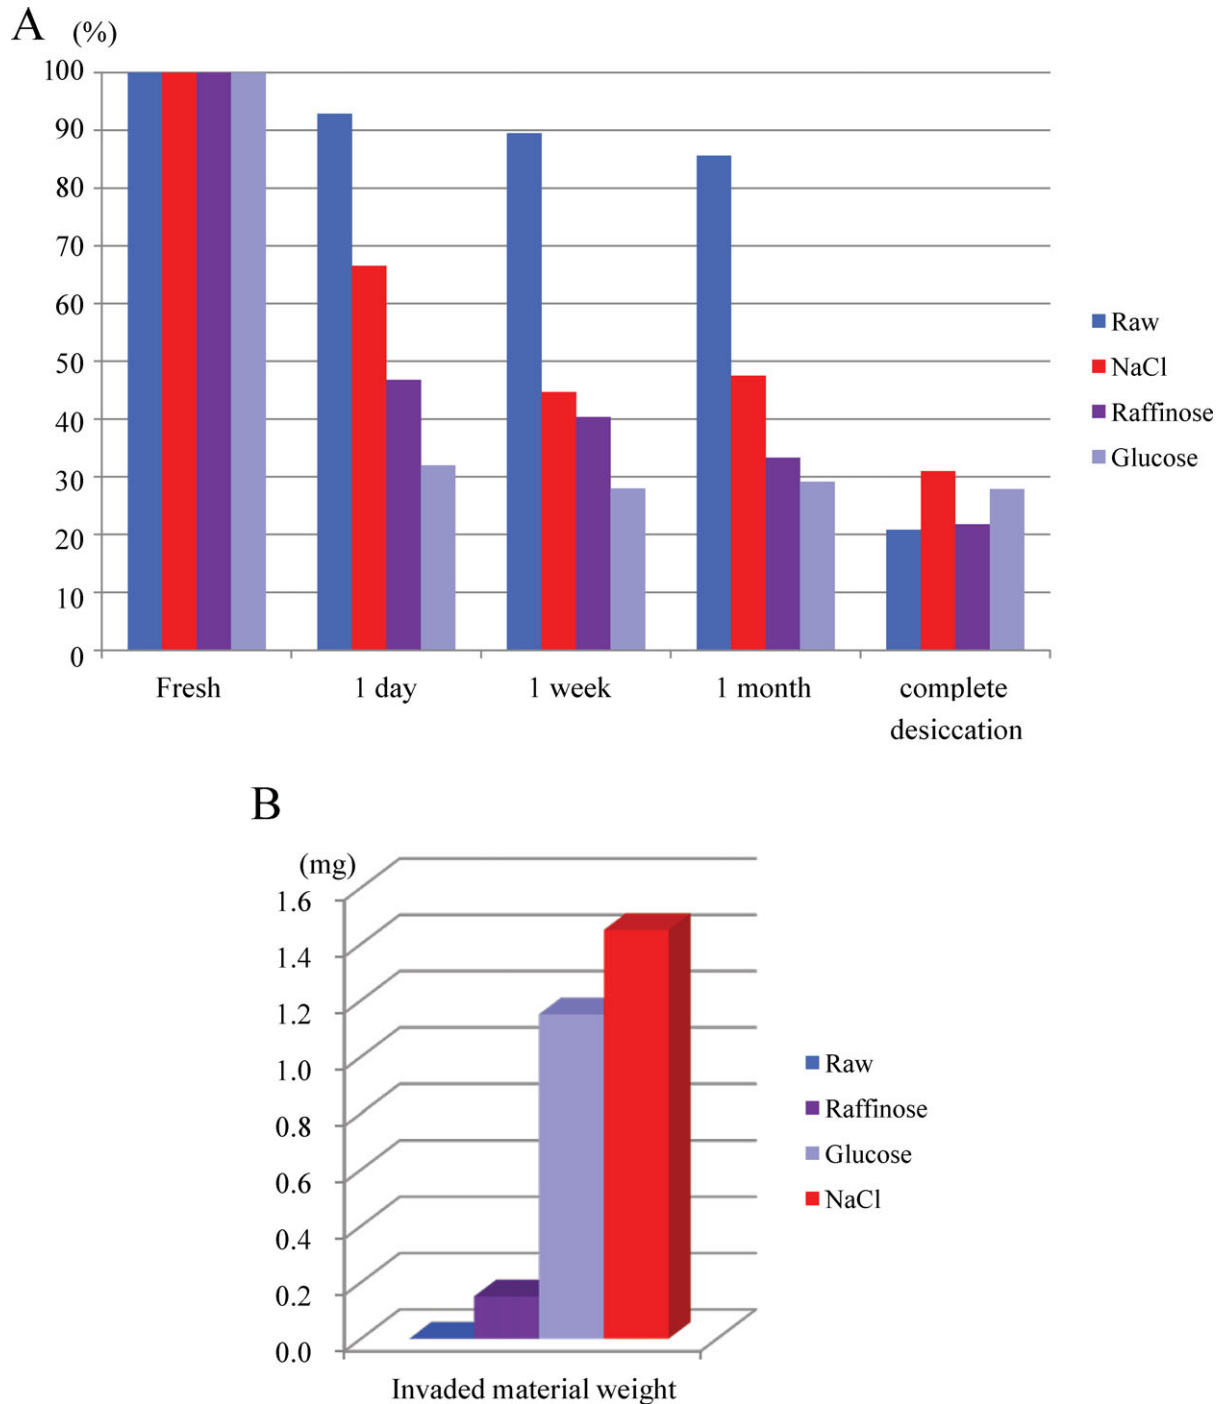 A (%)
100
90
80
70
60
50
40
30
20
10
0
Fresh 1 day 1 week 1 month complete
desiccation
Raw
NaCl
Raffinose
Glucose
B
(mg)
1.6
1.4
1.2
1.0
0.8
0.6
0.4
0.2
0.0
Invaded material weight
Raw
Raffinose
Glucose
NaCl